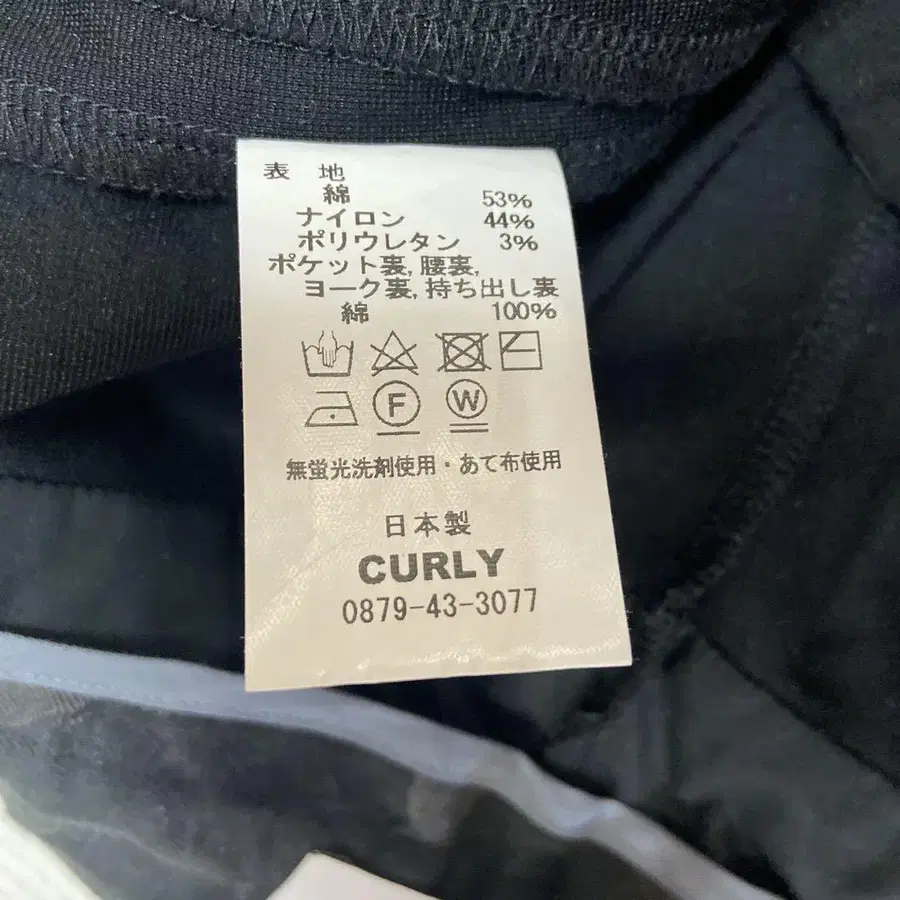 表 地
綿 53%
ナイロン 44%
ポリウレタン 3%
ポケット裏,腰裏,
ヨーク裏,持ち出し裏
綿 100%
F W
無蛍光洗剤使用・あて布使用
日本製
CURLY
0879-43-3077